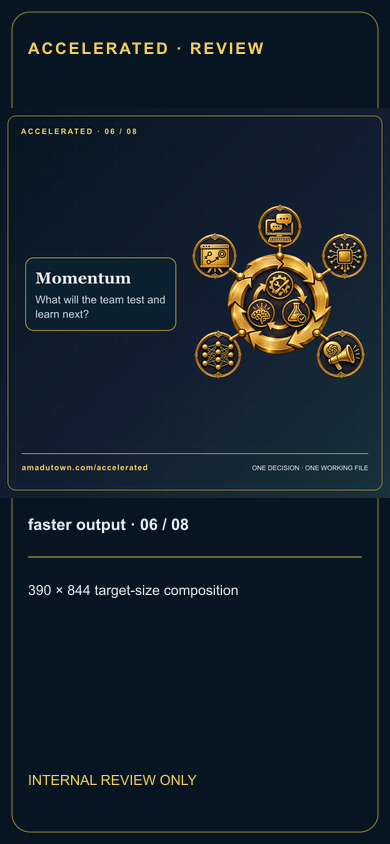 ACCELERATED · REVIEW
ACCELERATED · 06 / 08
Momentum
What will the team test and
learn next?
amadutown.com/accelerated
ONE DECISION · ONE WORKING FILE
faster output · 06 / 08
390 × 844 target-size composition
INTERNAL REVIEW ONLY